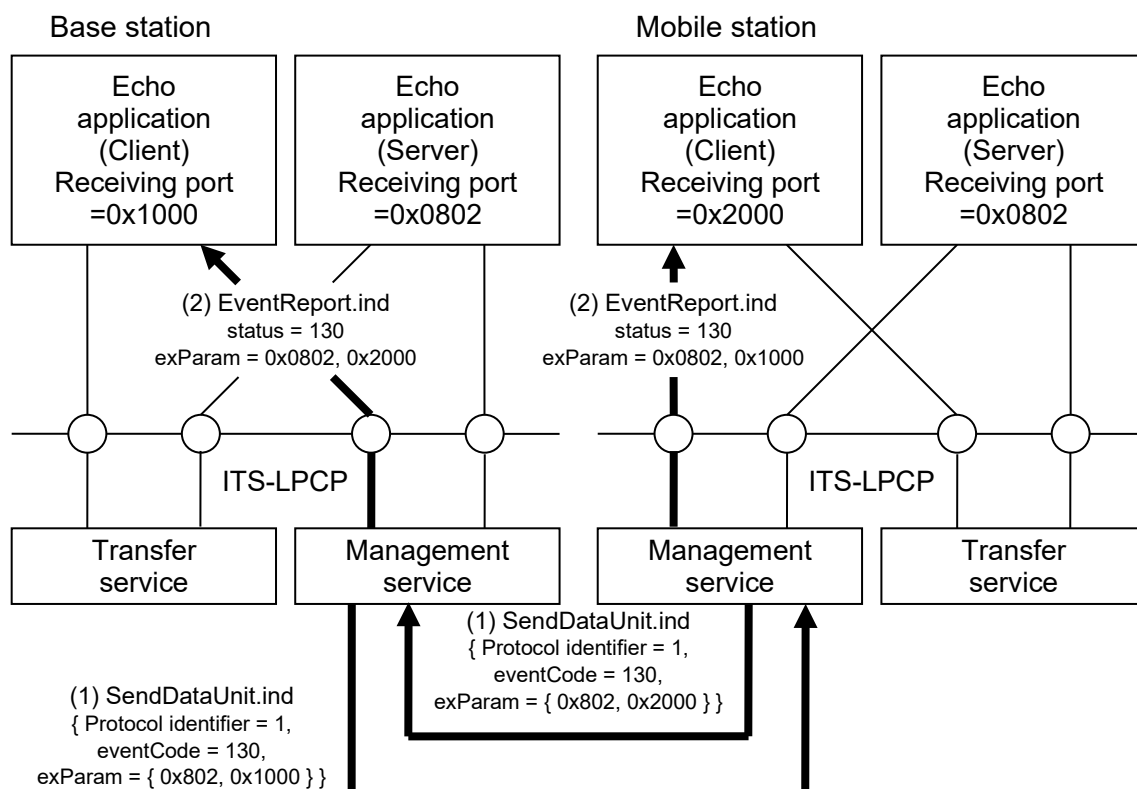 Base station
Mobile station
Echo
application
(Client)
Receiving port
=0x1000
Echo
application
(Server)
Receiving port
=0x0802
Echo
application
(Client)
Receiving port
=0x2000
Echo
application
(Server)
Receiving port
=0x0802
(2) EventReport.ind
status = 130
exParam = 0x0802, 0x2000
(2) EventReport.ind
status = 130
exParam = 0x0802, 0x1000
ITS-LPCP
ITS-LPCP
Transfer
service
Management
service
Management
service
Transfer
service
(1) SendDataUnit.ind
{ Protocol identifier = 1,
eventCode = 130,
exParam = { 0x802, 0x2000 } }
(1) SendDataUnit.ind
{ Protocol identifier = 1,
eventCode = 130,
exParam = { 0x802, 0x1000 } }